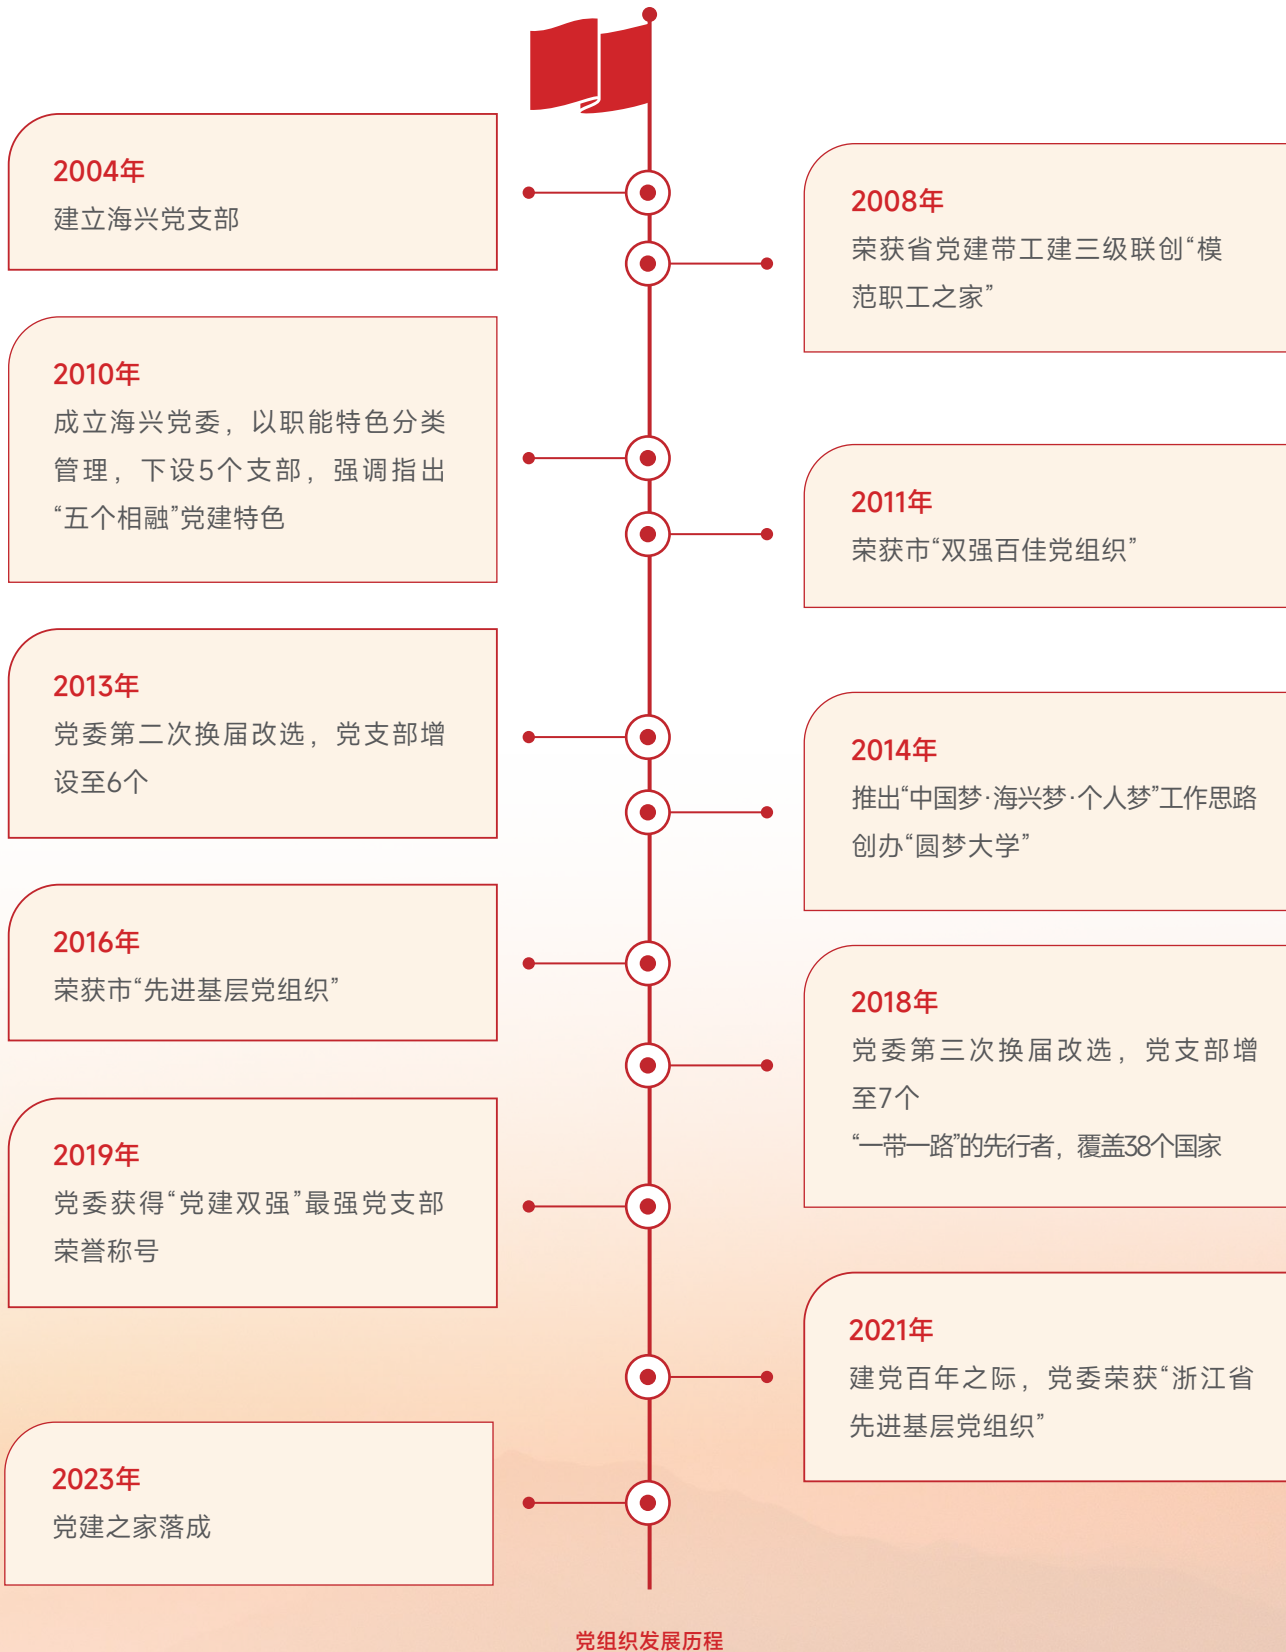 2004年
建立海兴党支部
2008年
荣获省党建带工建三级联创“模
范职工之家”
2010年
成立海兴党委，以职能特色分类
管理，下设5个支部，强调指出
“五个相融”党建特色
2011年
荣获市“双强百佳党组织”
2013年
党委第二次换届改选，党支部增
设至6个
2014年
推出“中国梦·海兴梦·个人梦”工作思路
创办“圆梦大学”
2016年
荣获市“先进基层党组织”
2018年
党委第三次换届改选，党支部增
至7个
“一带一路”的先行者，覆盖38个国家
2019年
党委获得“党建双强”最强党支部
荣誉称号
2021年
建党百年之际，党委荣获“浙江省
先进基层党组织”
2023年
党建之家落成
党组织发展历程